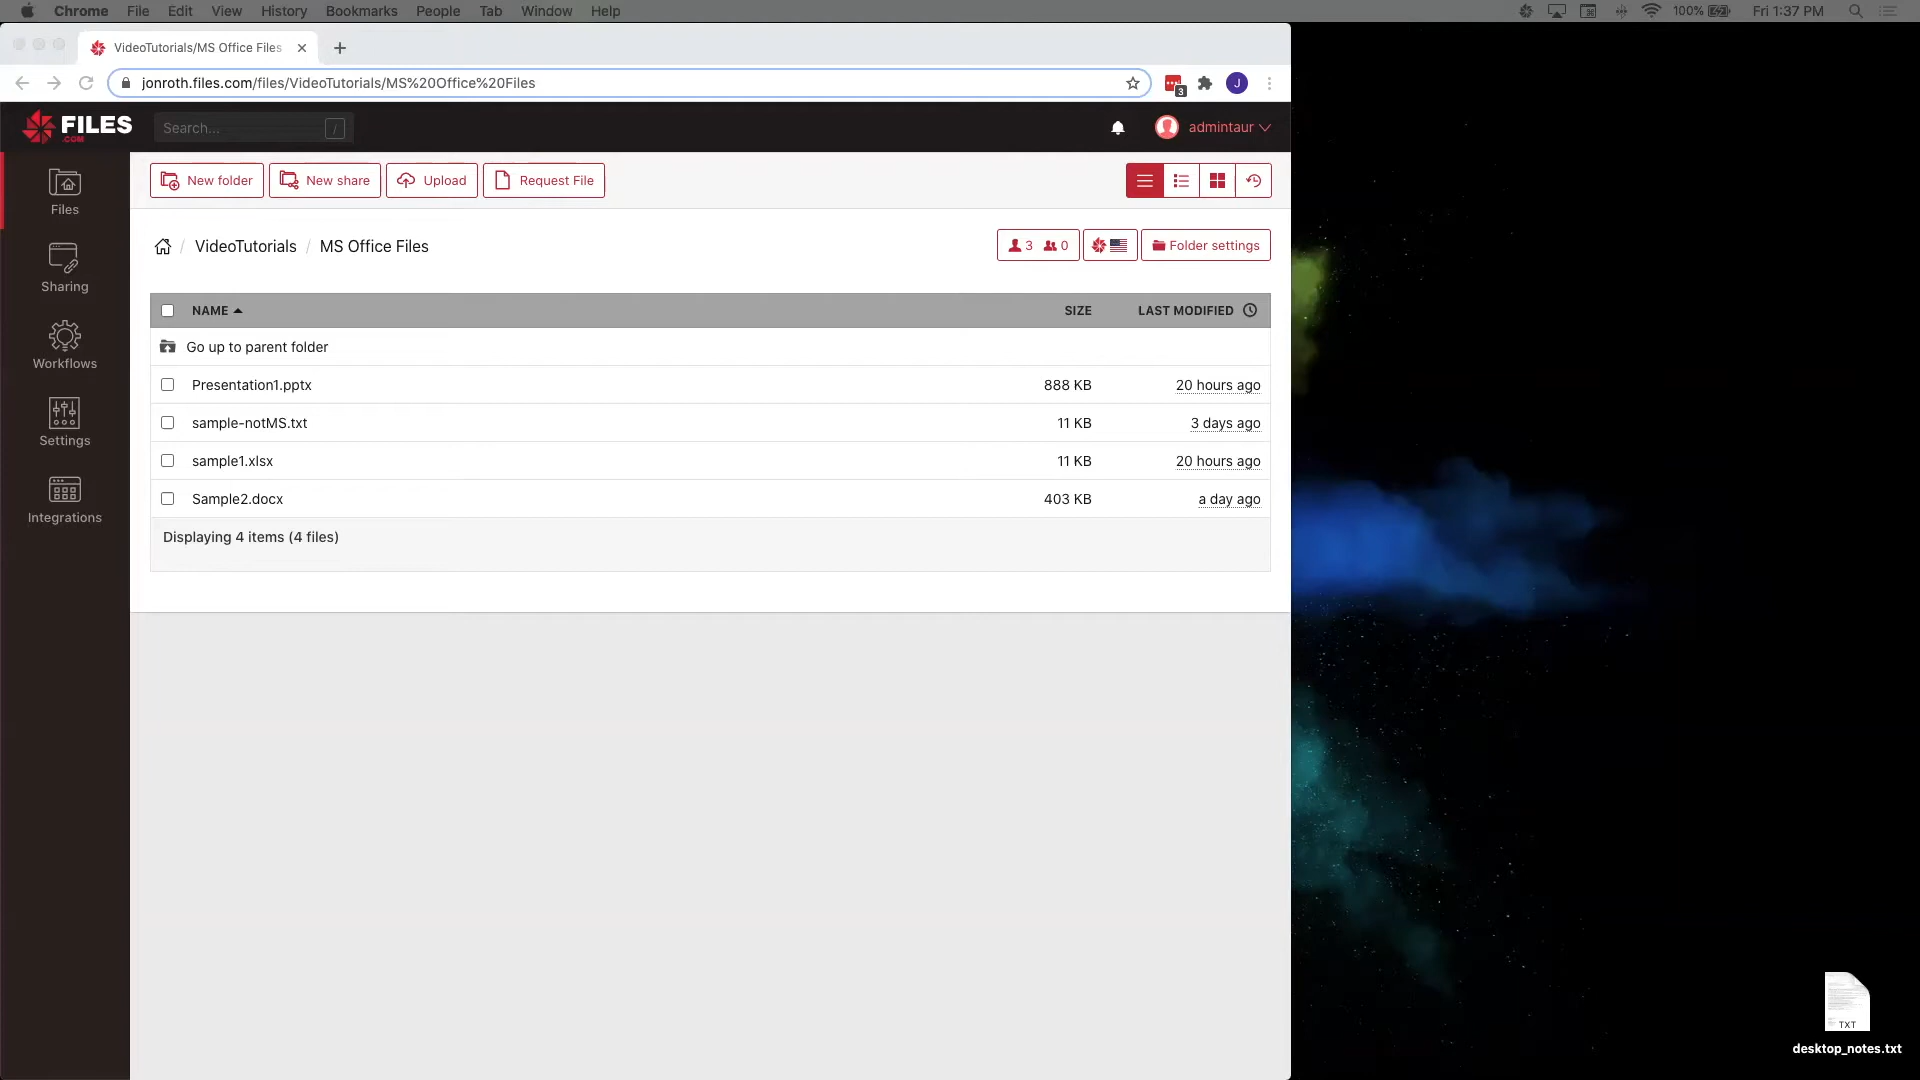 Chrome File Edit View History Bookmarks People Tab Window Help 100% Fri 1:37 PM
VideoTutorials/MS Office Files
jonroth.files.com/files/VideoTutorials/MS%20Office%20Files 3 J
FILES .COM Search... / admintaur
New folder New share Upload Request File
Files
VideoTutorials / MS Office Files 3 0 Folder settings
Sharing
NAME SIZE LAST MODIFIED
Go up to parent folder
Workflows
Presentation1.pptx 888 KB 20 hours ago
sample-notMS.txt 11 KB 3 days ago
Settings
sample1.xlsx 11 KB 20 hours ago
Sample2.docx 403 KB a day ago
Integrations
Displaying 4 items (4 files)
TXT
desktop_notes.txt